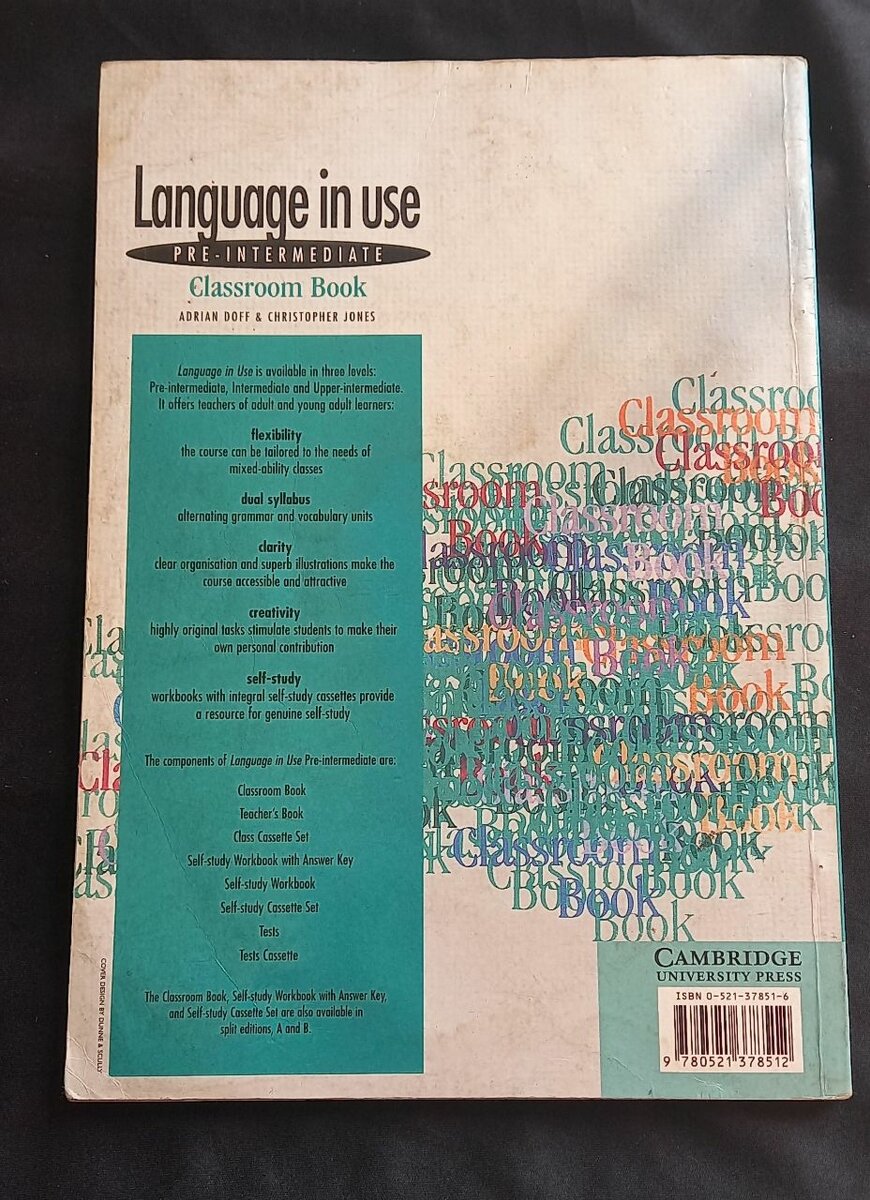 Language in use
PRE-INTERMEDIATE
Classroom Book
ADRIAN DOFF & CHRISTOPHER JONES
Language in Use is available in three levels:
Pre-intermediate, Intermediate and Upper-intermediate.
It offers teachers of adult and young adult learners:
flexibility
the course can be tailored to the needs of
mixed-ability classes
dual syllabus
alternating grammar and vocabulary units
clarity
clear organisation and superb illustrations make the
course accessible and attractive
creativity
highly original tasks stimulate students to make their
own personal contribution
self-study
workbooks with integral self-study cassettes provide
a resource for genuine self-study
The components of Language in Use Pre-intermediate are:
Classroom Book
Teacher's Book
Class Cassette Set
Self-study Workbook with Answer Key
Self-study Workbook
Self-study Cassette Set
Tests
Tests Cassette
The Classroom Book, Self-study Workbook with Answer Key,
and Self-study Cassette Set are also available in
split editions, A and B.
COVER DESIGN BY DUNNE & SCULLY
Classroom
Book
Classroom
Book
Classroom
Book
Classroom
Book
CAMBRIDGE
UNIVERSITY PRESS
ISBN 0-521-37851-6
9 780521 378512